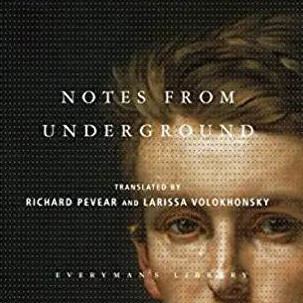 NOTES FROM
UNDERGROUND
TRANSLATED BY
RICHARD PEVEAR AND LARISSA VOLOKHONSKY
EVERYMAN'S LIBRARY